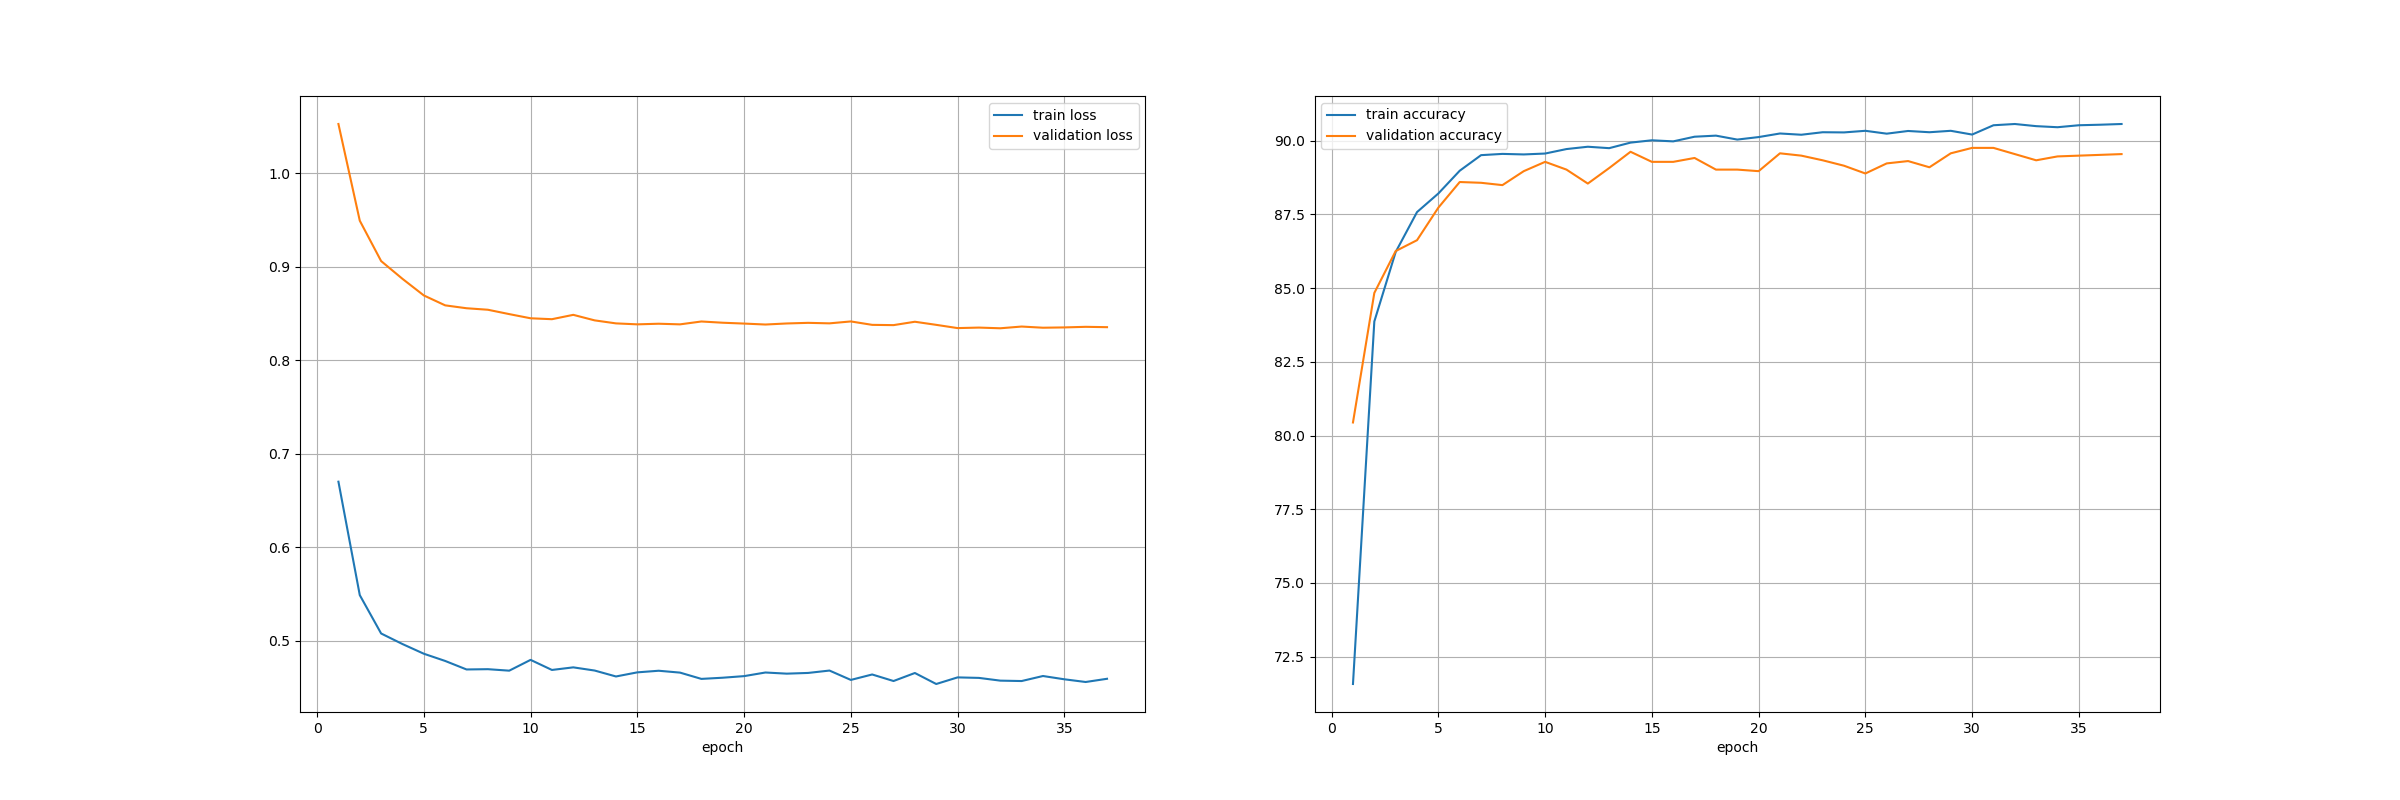 train loss
validation loss
1.0
0.9
0.8
0.7
0.6
0.5
0 5 10 15 20 25 30 35
epoch
train accuracy
validation accuracy
90.0
87.5
85.0
82.5
80.0
77.5
75.0
72.5
0 5 10 15 20 25 30 35
epoch